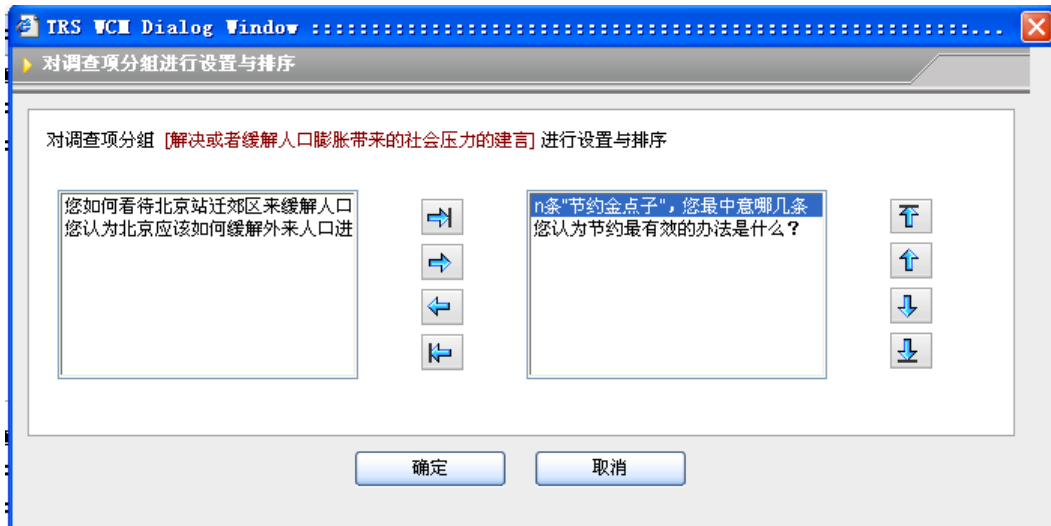 TRS WCM Dialog Window ::::::::::::::::::::::::::::::::::::::::::::::::::::::...
对调查项分组进行设置与排序
对调查项分组 [解决或者缓解人口膨胀带来的社会压力的建言] 进行设置与排序
您如何看待北京站迁郊区来缓解人口
您认为北京应该如何缓解外来人口进
n条"节约金点子"，您最中意哪几条
您认为节约最有效的办法是什么？
确定
取消